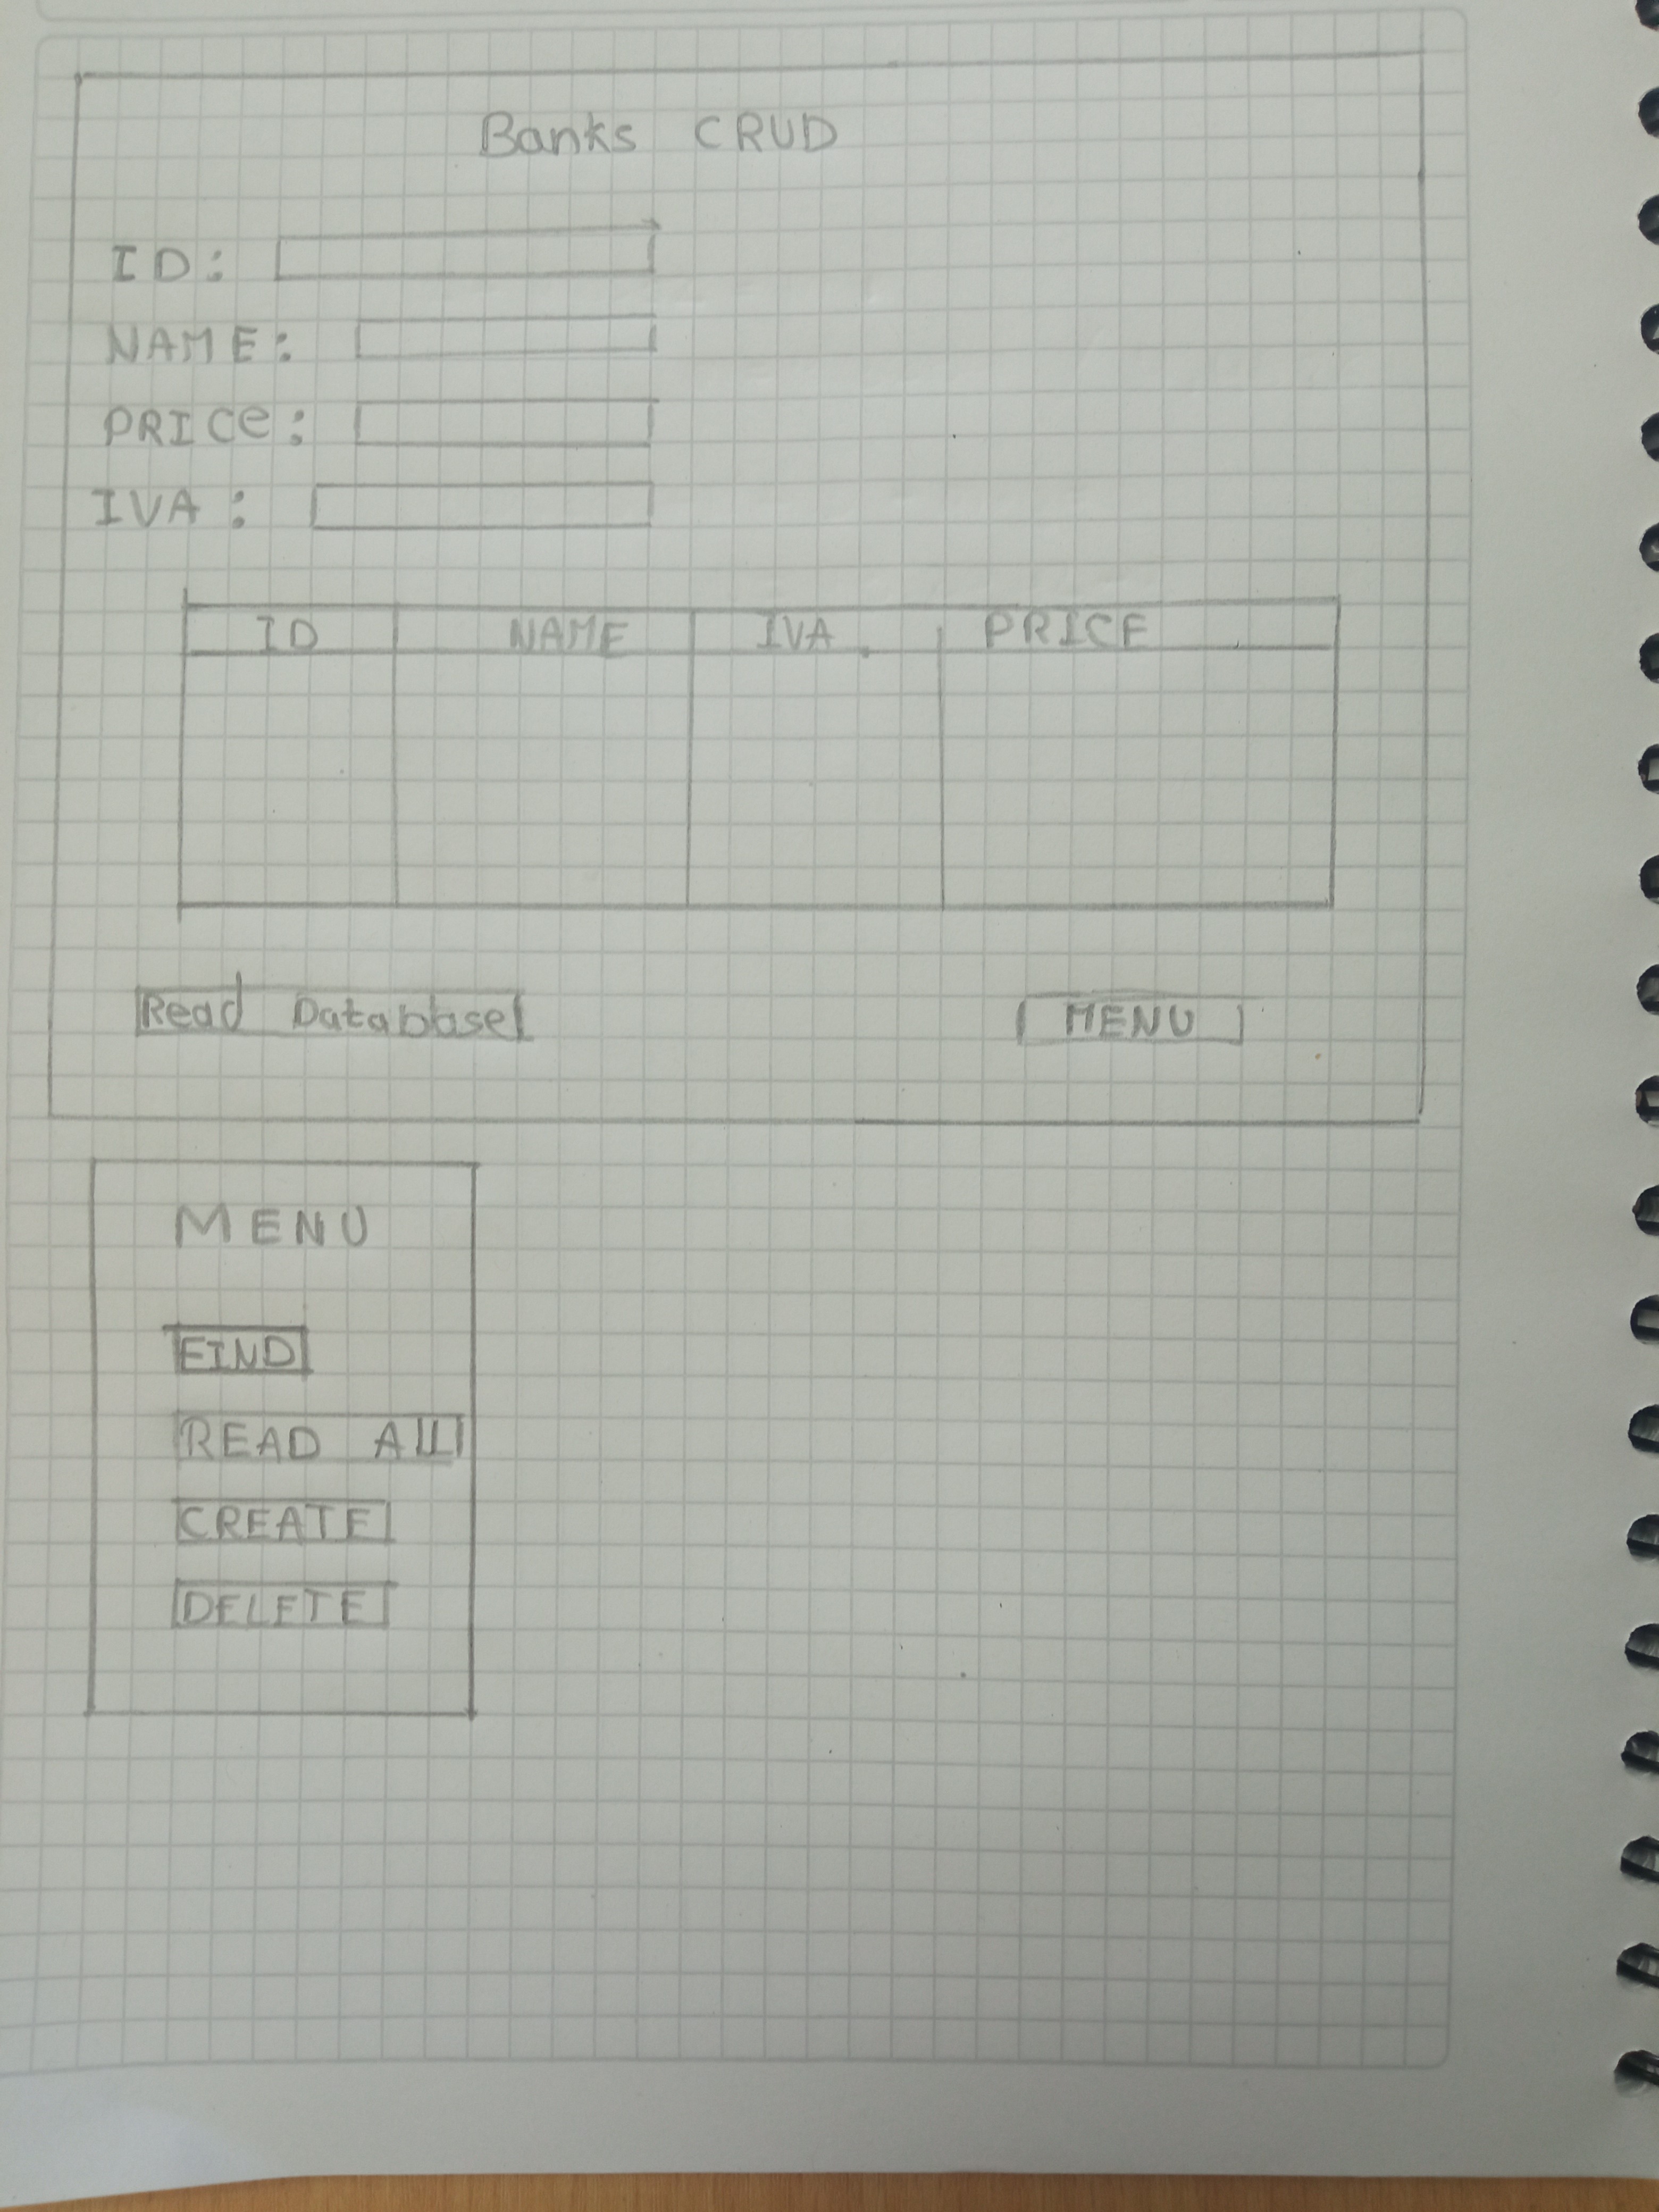 Banks CRUD
ID:
NAME:
PRICe:
IVA:
ID NAME IVA PRICE
Read Database MENU
MENU
FIND
READ All
CREATE
DELETE